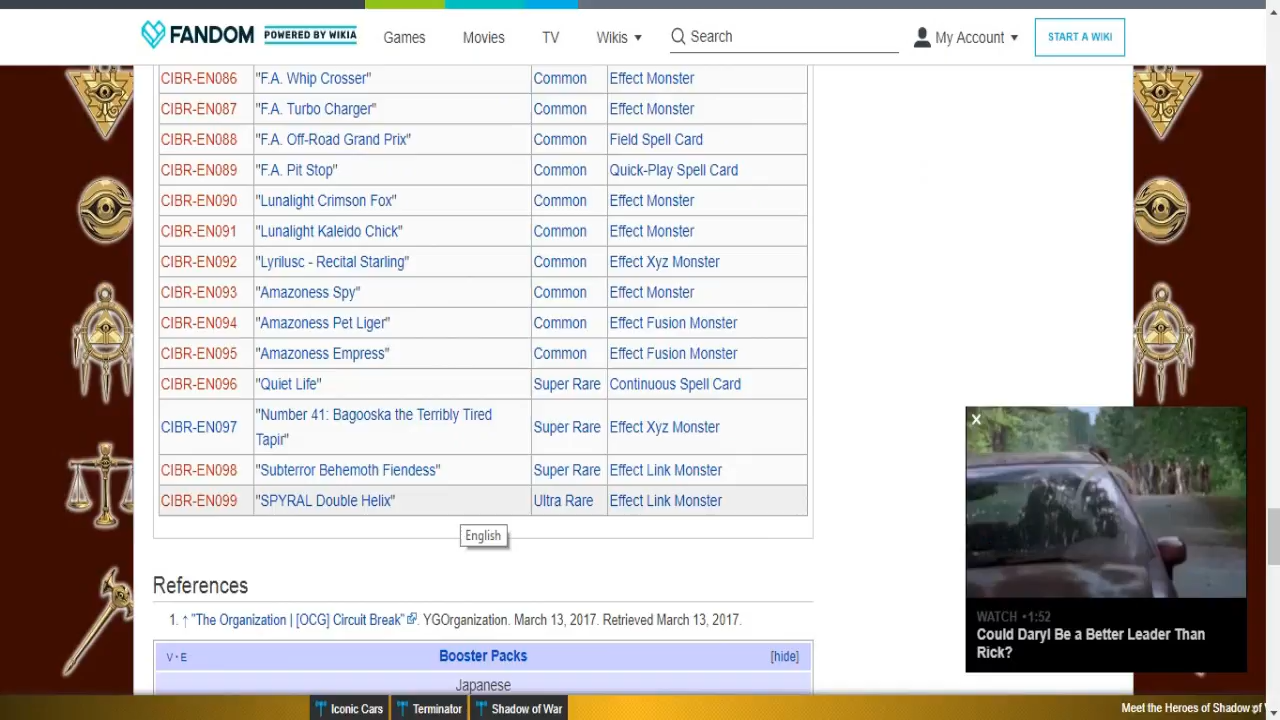 FANDOM POWERED BY WIKIA Games Movies TV Wikis Search My Account START A WIKI
CIBR-EN086 "F.A. Whip Crosser" Common Effect Monster
CIBR-EN087 "F.A. Turbo Charger" Common Effect Monster
CIBR-EN088 "F.A. Off-Road Grand Prix" Common Field Spell Card
CIBR-EN089 "F.A. Pit Stop" Common Quick-Play Spell Card
CIBR-EN090 "Lunalight Crimson Fox" Common Effect Monster
CIBR-EN091 "Lunalight Kaleido Chick" Common Effect Monster
CIBR-EN092 "Lyrilusc - Recital Starling" Common Effect Xyz Monster
CIBR-EN093 "Amazoness Spy" Common Effect Monster
CIBR-EN094 "Amazoness Pet Liger" Common Effect Fusion Monster
CIBR-EN095 "Amazoness Empress" Common Effect Fusion Monster
CIBR-EN096 "Quiet Life" Super Rare Continuous Spell Card
CIBR-EN097 "Number 41: Bagooska the Terribly Tired
Tapir" Super Rare Effect Xyz Monster
CIBR-EN098 "Subterror Behemoth Fiendess" Super Rare Effect Link Monster
CIBR-EN099 "SPYRAL Double Helix" Ultra Rare Effect Link Monster
English
References
1. ↑ "The Organization | [OCG] Circuit Break" YGOrganization. March 13, 2017. Retrieved March 13, 2017.
V · E Booster Packs [hide]
Japanese
WATCH • 1:52
Could Daryl Be a Better Leader Than
Rick?
Iconic Cars Terminator Shadow of War Meet the Heroes of Shadow of